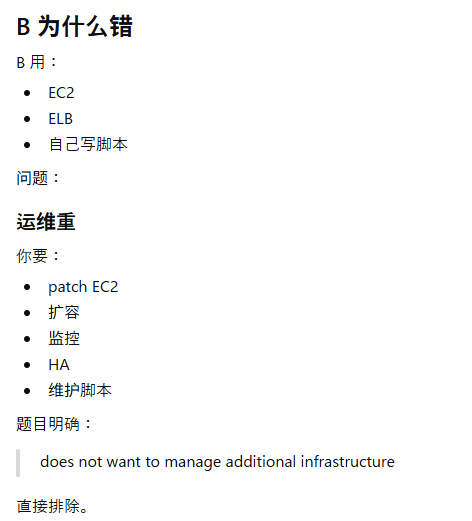 B 为什么错
B 用：
EC2
ELB
自己写脚本
问题：
运维重
你要：
patch EC2
扩容
监控
HA
维护脚本
题目明确：
does not want to manage additional infrastructure
直接排除。